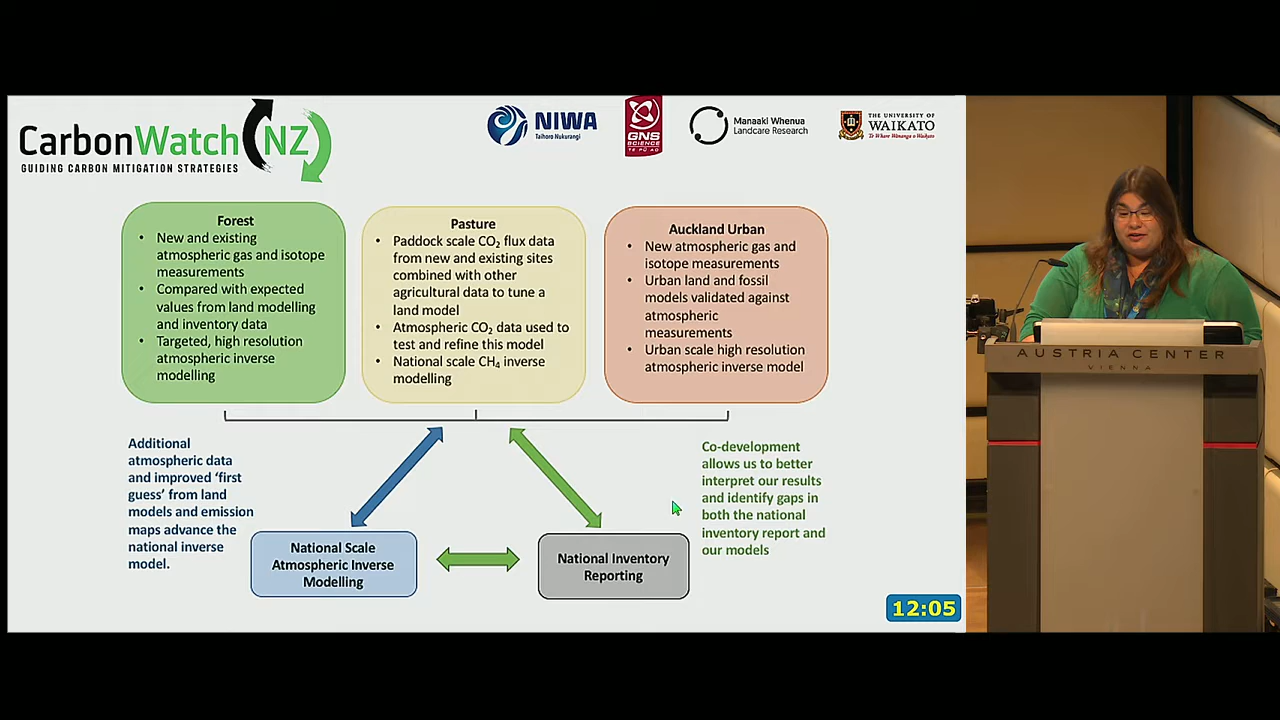 CarbonWatch NZ
GUIDING CARBON MITIGATION STRATEGIES
NIWA
Taihoro Nukurangi
GNS
SCIENCE
TE PŪ AO
Manaaki Whenua
Landcare Research
THE UNIVERSITY OF
WAIKATO
Te Whare Wānanga o Waikato
Forest
• New and existing
atmospheric gas and isotope
measurements
• Compared with expected
values from land modelling
and inventory data
• Targeted, high resolution
atmospheric inverse
modelling
Pasture
• Paddock scale CO₂ flux data
from new and existing sites
combined with other
agricultural data to tune a
land model
• Atmospheric CO₂ data used to
test and refine this model
• National scale CH₄ inverse
modelling
Auckland Urban
• New atmospheric gas and
isotope measurements
• Urban land and fossil
models validated against
atmospheric
measurements
• Urban scale high resolution
atmospheric inverse model
Additional
atmospheric data
and improved ‘first
guess’ from land
models and emission
maps advance the
national inverse
model.
National Scale
Atmospheric Inverse
Modelling
National Inventory
Reporting
Co-development
allows us to better
interpret our results
and identify gaps in
both the national
inventory report and
our models
12:05
AUSTRIA CENTER
VIENNA